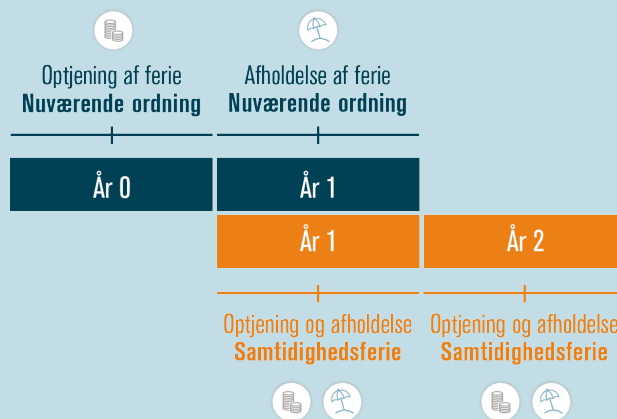 Optjening af ferie
Nuværende ordning
Afholdelse af ferie
Nuværende ordning
År 0
År 1
År 1
År 2
Optjening og afholdelse
Samtidighedsferie
Optjening og afholdelse
Samtidighedsferie